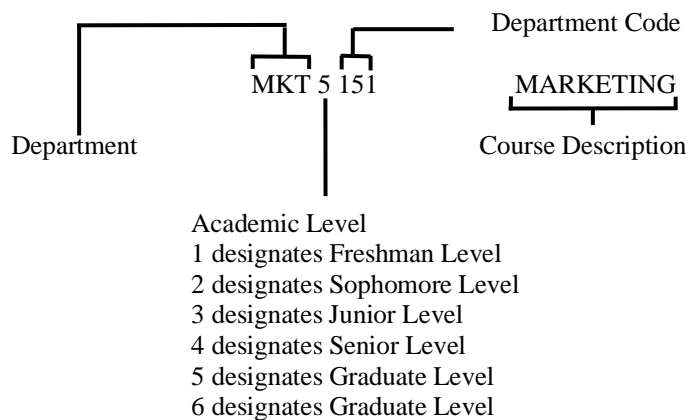 Department Code
MKT 5 151 MARKETING
Department Course Description
Academic Level
1 designates Freshman Level
2 designates Sophomore Level
3 designates Junior Level
4 designates Senior Level
5 designates Graduate Level
6 designates Graduate Level